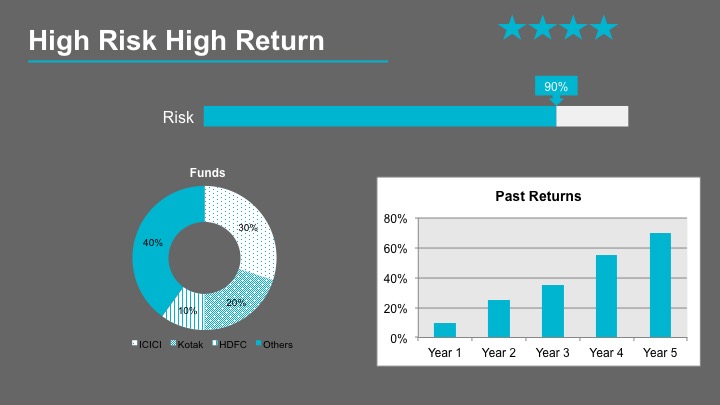 High Risk High Return
90%
Risk
Funds
30%
40%
20%
10%
ICICI Kotak HDFC Others
Past Returns
80%
60%
40%
20%
0%
Year 1 Year 2 Year 3 Year 4 Year 5